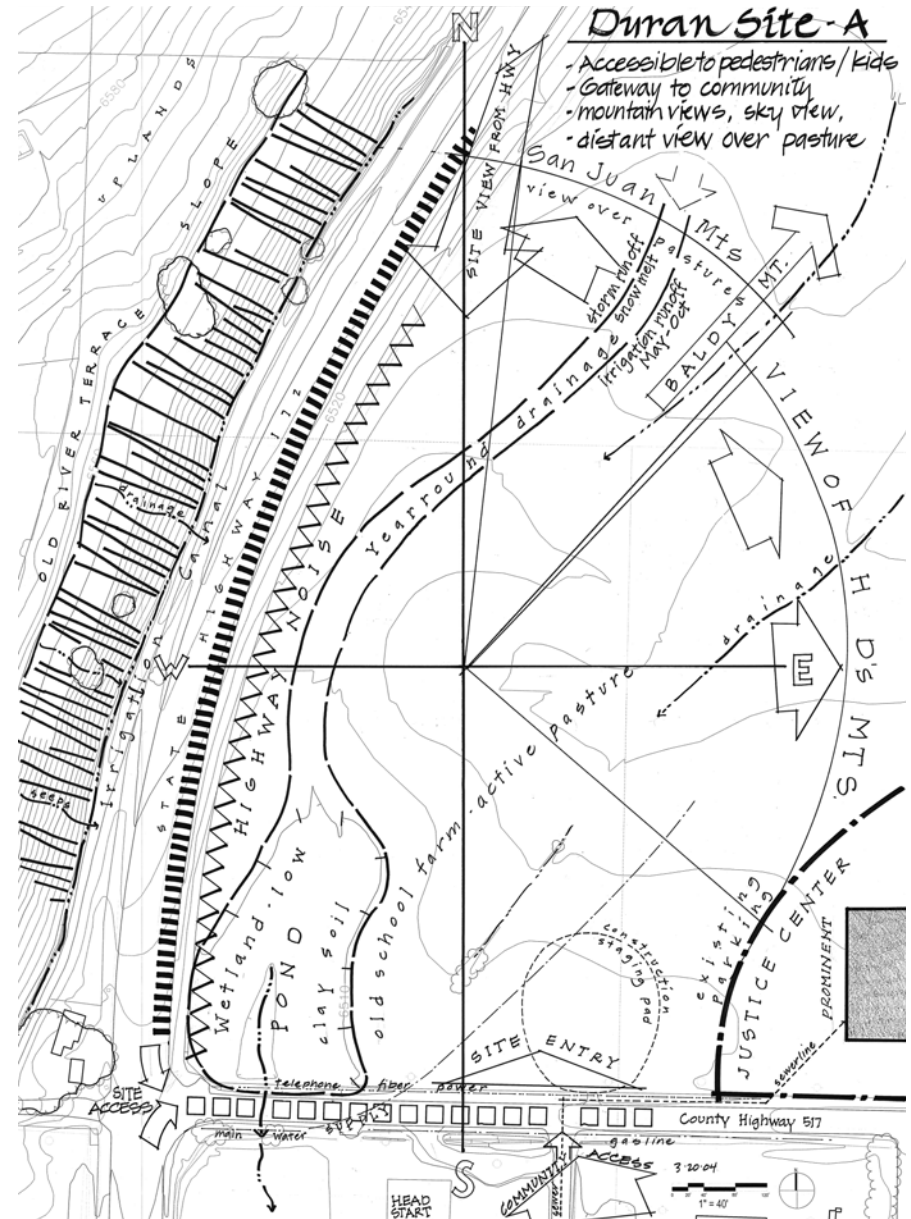 Duran Site - A
- Accessible to pedestrians/kids
- Gateway to community
- mountain views, sky view,
- distant view over pasture
N
6580
UPLANDS
SLOPE
OLD RIVER TERRACE
SITE VIEW FROM HWY
San Juan Mts
view over pasture
storm runoff
snowmelt
irrigation runoff
May-Oct
BALDY MT.
VIEW OF H D'S MTS.
6520
STATE HIGHWAY 172
HIGHWAY NOISE
Yearround drainage
drainage
Irrigation Canal
drainage
W
E
seeps
old school farm - active pasture
Wetland - low
POND
clay soil
6510
construction
staging pad
existing
parking
JUSTICE CENTER
PROMINENT
sewerline
SITE ENTRY
telephone fiber power
SITE
ACCESS
County Highway 517
main water
gasline
S
COMMUNITY ACCESS
HEAD
START
3·20·04
1" = 40'